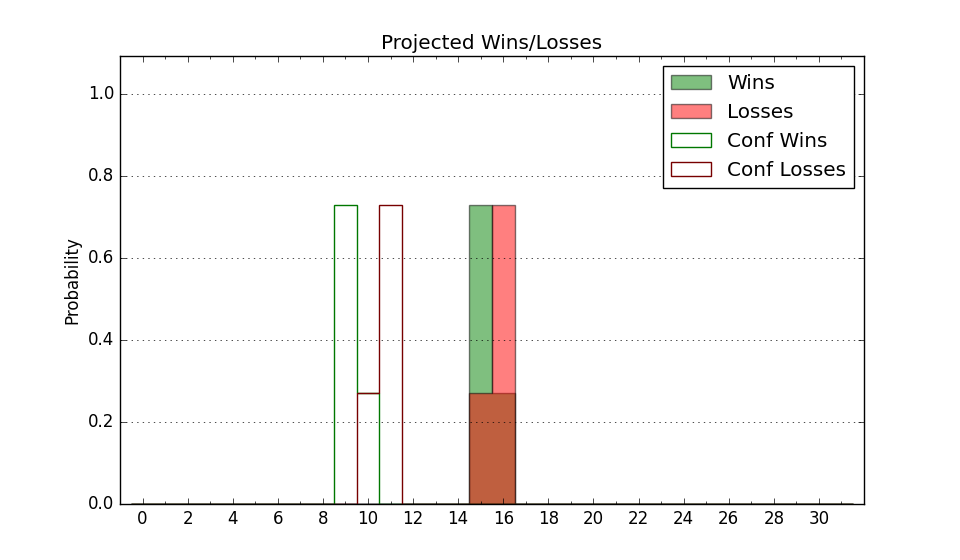 Projected Wins/Losses
Wins
Losses
Conf Wins
Conf Losses
Probability
1.0
0.8
0.6
0.4
0.2
0.0
0 2 4 6 8 10 12 14 16 18 20 22 24 26 28 30